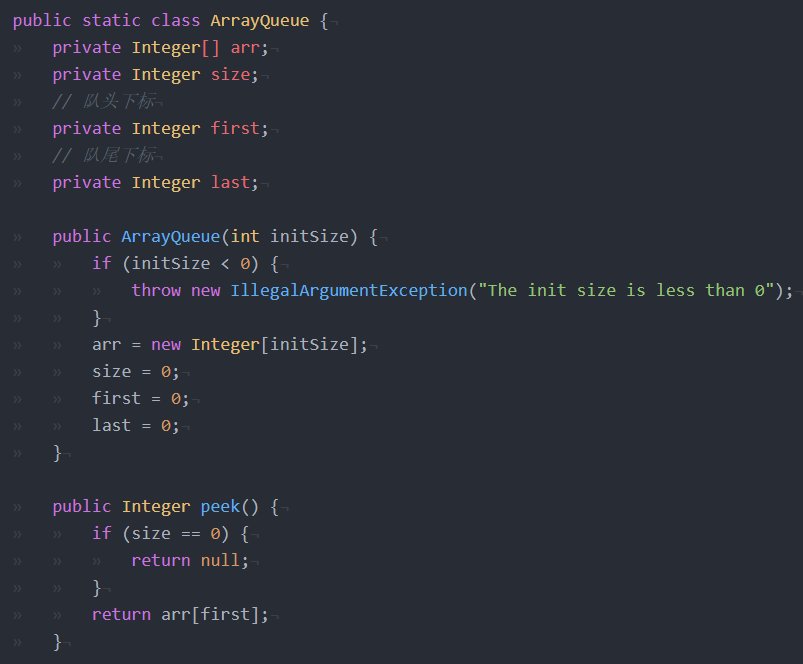 public static class ArrayQueue {
private Integer[] arr;
private Integer size;
// 队头下标
private Integer first;
// 队尾下标
private Integer last;
public ArrayQueue(int initSize) {
if (initSize < 0) {
throw new IllegalArgumentException("The init size is less than 0");
}
arr = new Integer[initSize];
size = 0;
first = 0;
last = 0;
}
public Integer peek() {
if (size == 0) {
return null;
}
return arr[first];
}